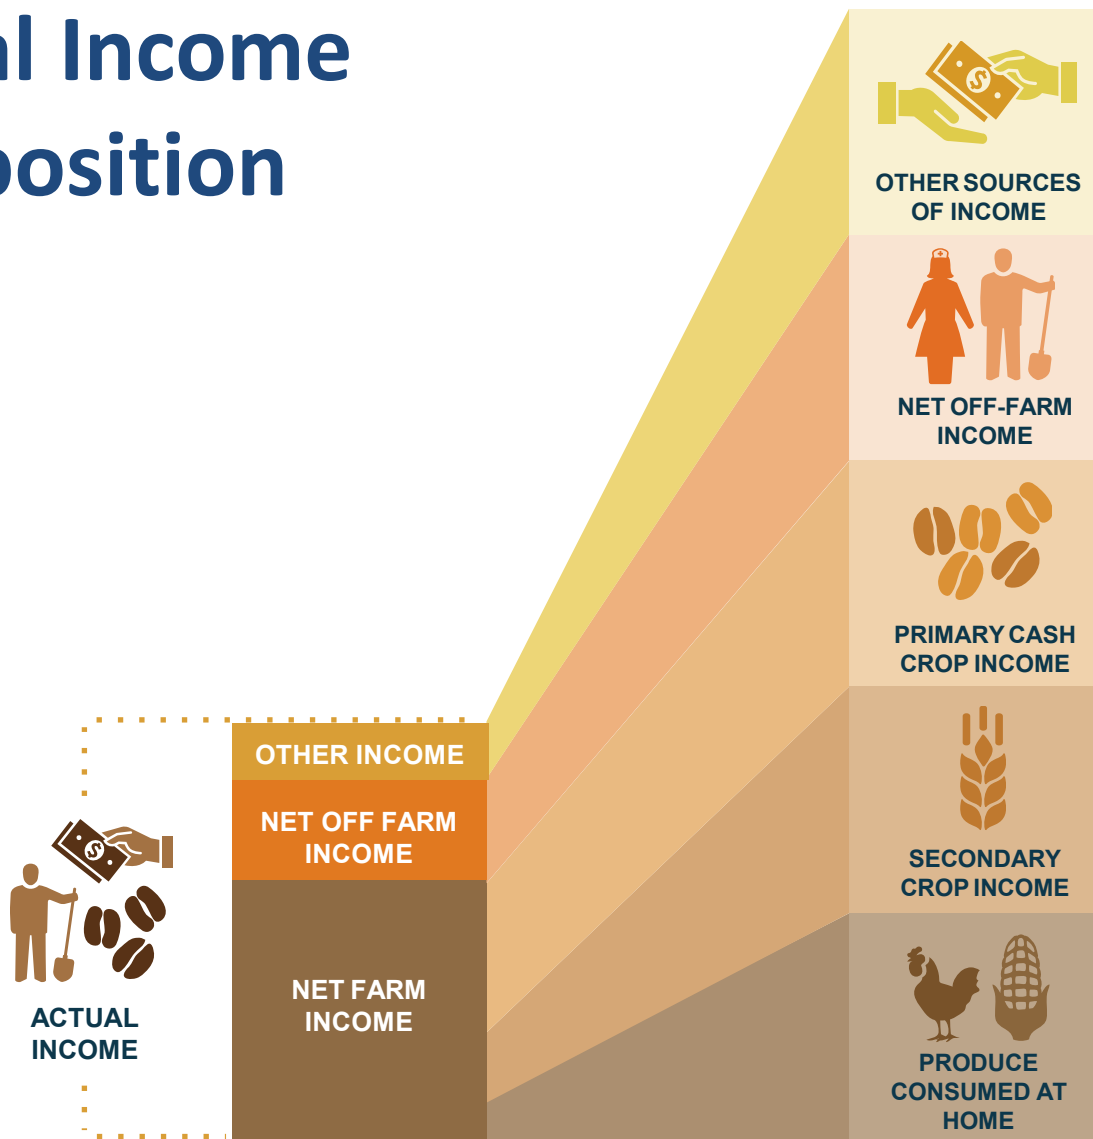 al Income
position
OTHER SOURCES
OF INCOME
NET OFF-FARM
INCOME
PRIMARY CASH
CROP INCOME
SECONDARY
CROP INCOME
PRODUCE
CONSUMED AT
HOME
OTHER INCOME
NET OFF FARM
INCOME
NET FARM
INCOME
ACTUAL
INCOME